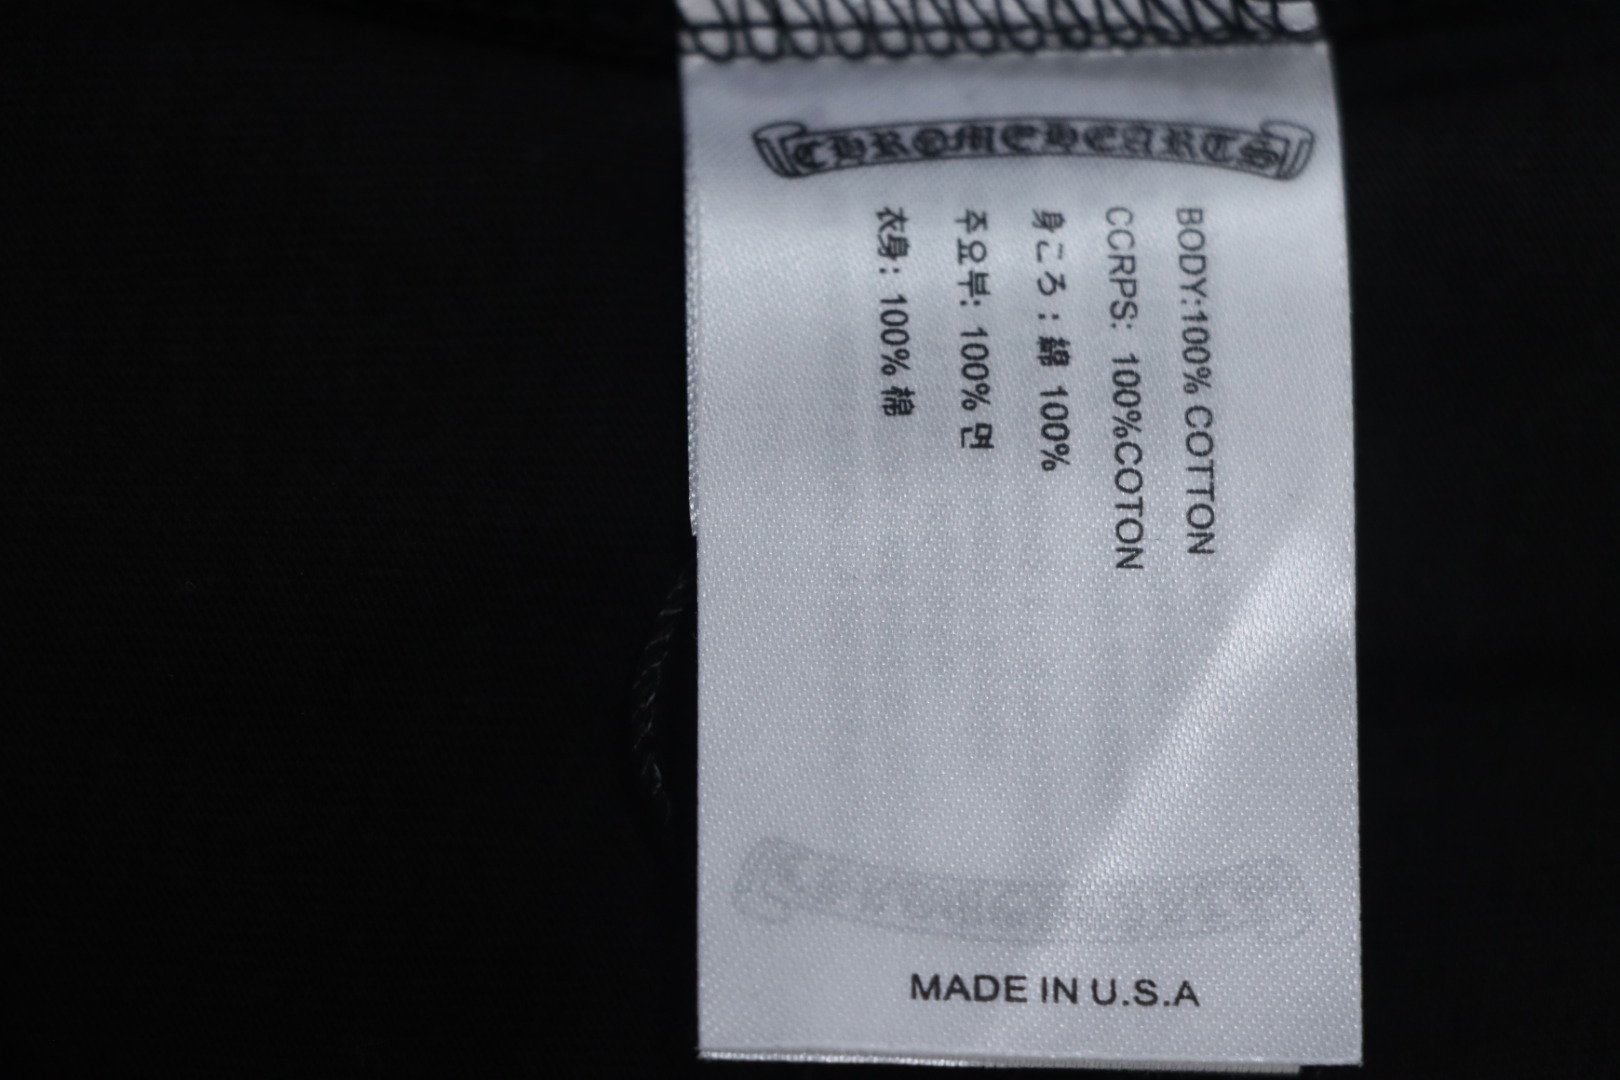 CHROMEHEARTS
BODY:100% COTTON
CCRPS: 100%COTON
身ごろ : 綿 100%
주요부: 100% 면
衣身: 100% 棉
MADE IN U.S.A